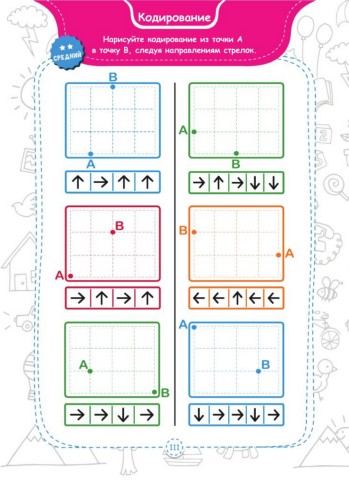 Кодирование
Нарисуйте кодирование из точки А
в точку В, следуя направлениям стрелок.
СРЕДНИЙ
B
A
A
B
B
A
B
A
A
B
A
B
111